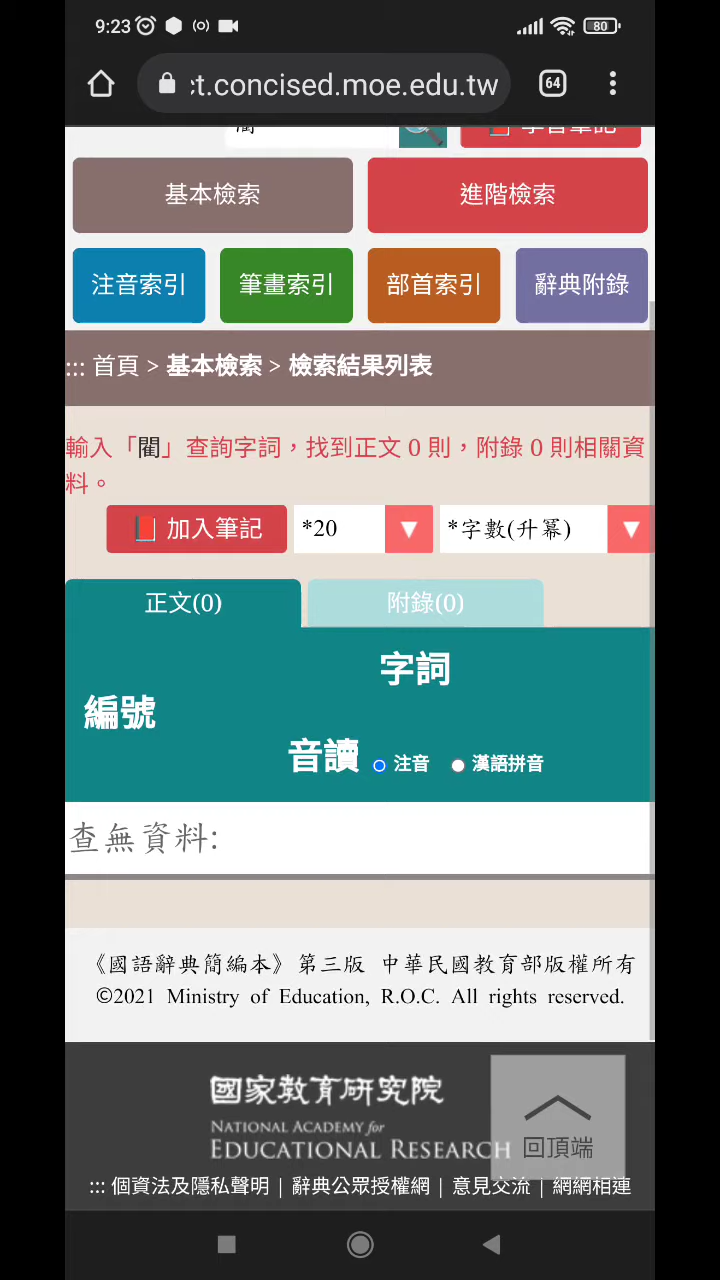 9:23 80
:t.concised.moe.edu.tw 64
基本檢索 進階檢索
注音索引 筆畫索引 部首索引 辭典附錄
::: 首頁 > 基本檢索 > 檢索結果列表
輸入「閵」查詢字詞，找到正文 0 則，附錄 0 則相關資
料。
加入筆記 *20 *字數(升冪)
正文(0) 附錄(0)
字詞
編號
音讀 注音 漢語拼音
查無資料:
《國語辭典簡編本》第三版 中華民國教育部版權所有
©2021 Ministry of Education, R.O.C. All rights reserved.
國家教育研究院
NATIONAL ACADEMY for
EDUCATIONAL RESEARCH
回頂端
::: 個資法及隱私聲明 | 辭典公眾授權網 | 意見交流 | 網網相連